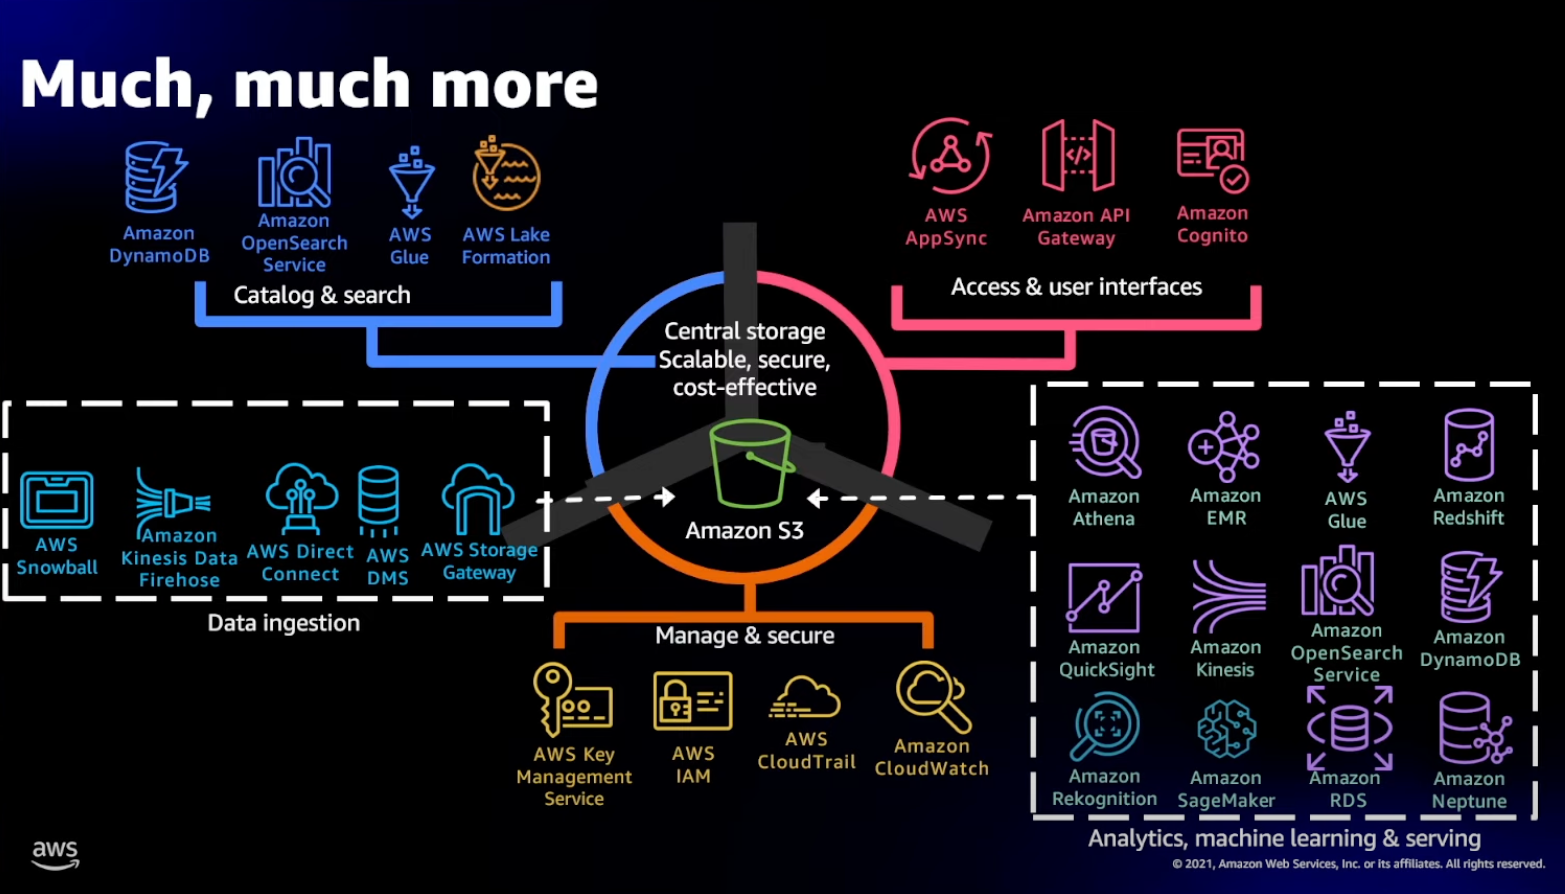 Much, much more
Amazon
DynamoDB
Amazon
OpenSearch
Service
AWS
Glue
AWS Lake
Formation
Catalog & search
AWS
AppSync
Amazon API
Gateway
Amazon
Cognito
Access & user interfaces
Central storage
Scalable, secure,
cost-effective
Amazon S3
AWS
Snowball
Amazon
Kinesis Data
Firehose
AWS Direct
Connect
AWS
DMS
AWS Storage
Gateway
Data ingestion
Manage & secure
AWS Key
Management
Service
AWS
IAM
AWS
CloudTrail
Amazon
CloudWatch
Amazon
Athena
Amazon
EMR
AWS
Glue
Amazon
Redshift
Amazon
QuickSight
Amazon
Kinesis
Amazon
OpenSearch
Service
Amazon
DynamoDB
Amazon
Rekognition
Amazon
SageMaker
Amazon
RDS
Amazon
Neptune
Analytics, machine learning & serving
aws
© 2021, Amazon Web Services, Inc. or its affiliates. All rights reserved.